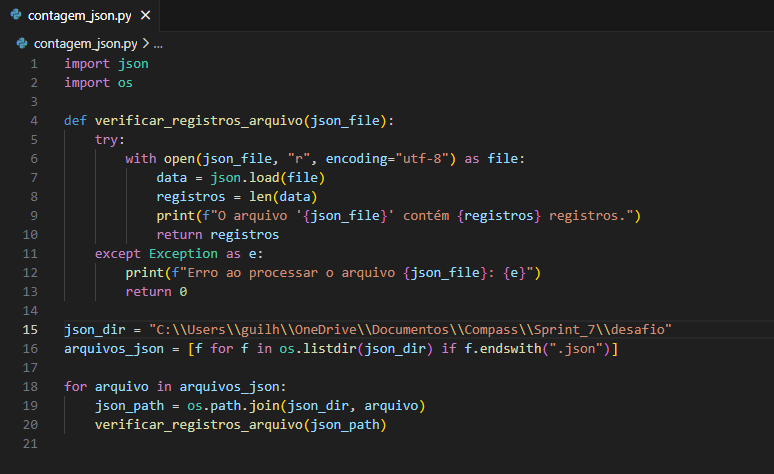 contagem_json.py ×
contagem_json.py > ...
1 import json
2 import os
3
4 def verificar_registros_arquivo(json_file):
5     try:
6         with open(json_file, "r", encoding="utf-8") as file:
7             data = json.load(file)
8             registros = len(data)
9             print(f"O arquivo '{json_file}' contém {registros} registros.")
10             return registros
11     except Exception as e:
12         print(f"Erro ao processar o arquivo {json_file}: {e}")
13         return 0
14
15 json_dir = "C:\\Users\\guilh\\OneDrive\\Documentos\\Compass\\Sprint_7\\desafio"
16 arquivos_json = [f for f in os.listdir(json_dir) if f.endswith(".json")]
17
18 for arquivo in arquivos_json:
19     json_path = os.path.join(json_dir, arquivo)
20     verificar_registros_arquivo(json_path)
21